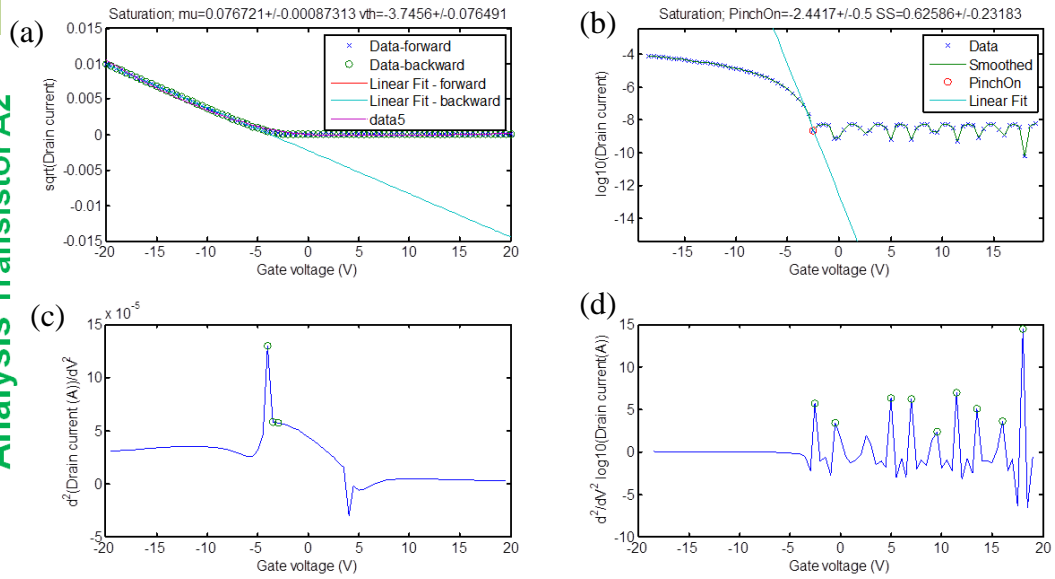 Analysis Transistor A2
(a)
Saturation; mu=0.076721+/-0.00087313 vth=-3.7456+/-0.076491
0.015
0.01
0.005
0
-0.005
-0.01
-0.015
sqrt(Drain current)
Data-forward
Data-backward
Linear Fit - forward
Linear Fit - backward
data5
-20 -15 -10 -5 0 5 10 15 20
Gate voltage (V)
(b)
Saturation; PinchOn=-2.4417+/-0.5 SS=0.62586+/-0.23183
-4
-6
-8
-10
-12
-14
log10(Drain current)
Data
Smoothed
PinchOn
Linear Fit
-15 -10 -5 0 5 10 15
Gate voltage (V)
(c)
x 10⁻⁵
15
10
5
0
-5
d²(Drain current (A))/dV²
-20 -15 -10 -5 0 5 10 15 20
Gate voltage (V)
(d)
15
10
5
0
-5
-10
d²/dV² log10(Drain current(A))
-20 -15 -10 -5 0 5 10 15 20
Gate voltage (V)